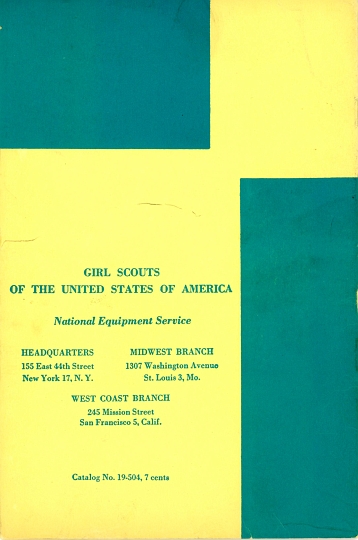 GIRL SCOUTS
OF THE UNITED STATES OF AMERICA
National Equipment Service
HEADQUARTERS
155 East 44th Street
New York 17, N. Y.
MIDWEST BRANCH
1307 Washington Avenue
St. Louis 3, Mo.
WEST COAST BRANCH
245 Mission Street
San Francisco 5, Calif.
Catalog No. 19-504, 7 cents